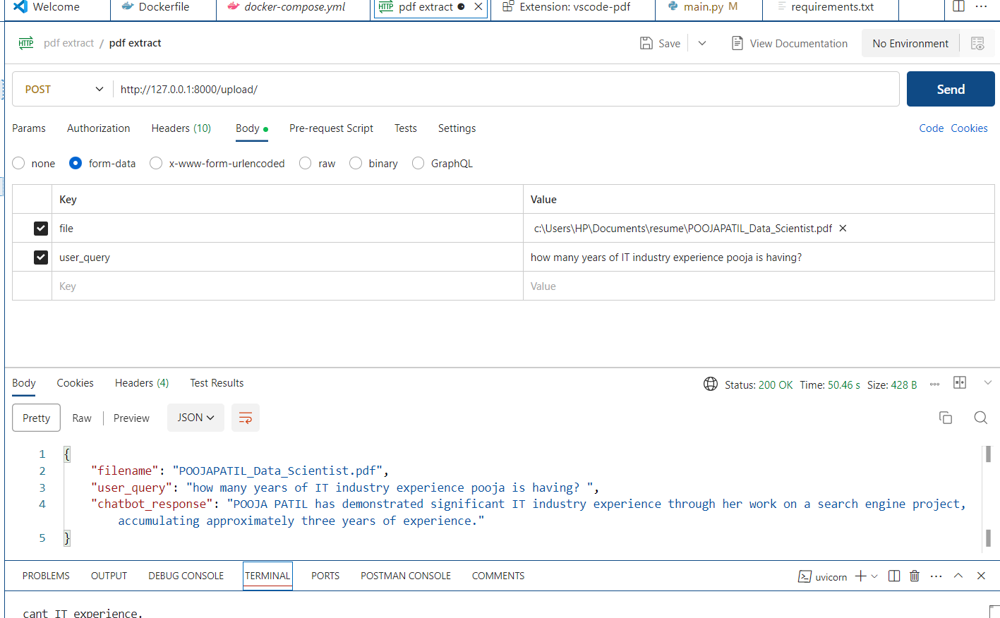 Welcome Dockerfile docker-compose.yml pdf extract Extension: vscode-pdf main.py M requirements.txt ...
HTTP pdf extract / pdf extract Save View Documentation No Environment
POST http://127.0.0.1:8000/upload/ Send
Params Authorization Headers (10) Body Pre-request Script Tests Settings Code Cookies
none form-data x-www-form-urlencoded raw binary GraphQL
Key Value
file c:\Users\HP\Documents\resume\POOJAPATIL_Data_Scientist.pdf
user_query how many years of IT industry experience pooja is having?
Key Value
Body Cookies Headers (4) Test Results Status: 200 OK Time: 50.46 s Size: 428 B
Pretty Raw Preview JSON
1 {
2 "filename": "POOJAPATIL_Data_Scientist.pdf",
3 "user_query": "how many years of IT industry experience pooja is having? ",
4 "chatbot_response": "POOJA PATIL has demonstrated significant IT industry experience through her work on a search engine project,
accumulating approximately three years of experience."
5 }
PROBLEMS OUTPUT DEBUG CONSOLE TERMINAL PORTS POSTMAN CONSOLE COMMENTS uvicorn
cant IT experience.